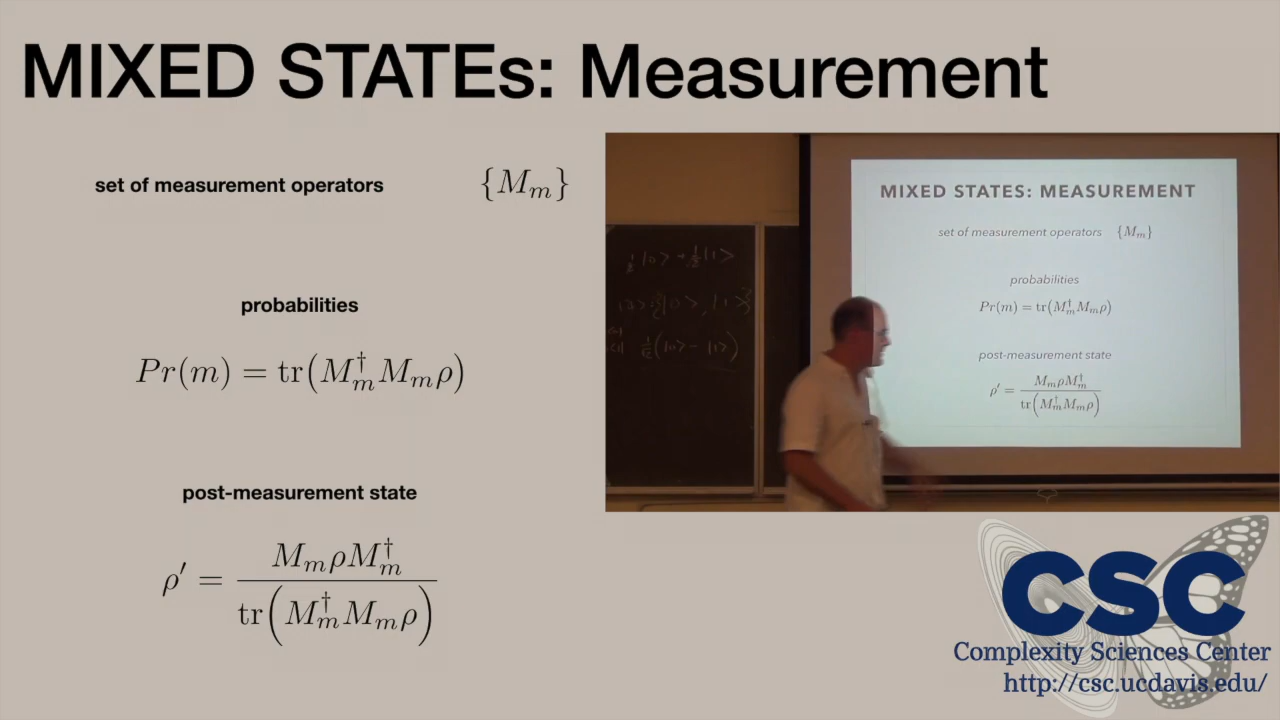 MIXED STATEs: Measurement
set of measurement operators {M_m}
probabilities
Pr(m) = tr(M_m^† M_m ρ)
post-measurement state
ρ′ = M_m ρ M_m^† / tr(M_m^† M_m ρ)
MIXED STATES: MEASUREMENT
set of measurement operators {M_m}
probabilities
Pr(m) = tr(M_m^† M_m ρ)
post-measurement state
ρ′ = M_m ρ M_m^† / tr(M_m^† M_m ρ)
CSC
Complexity Sciences Center
http://csc.ucdavis.edu/